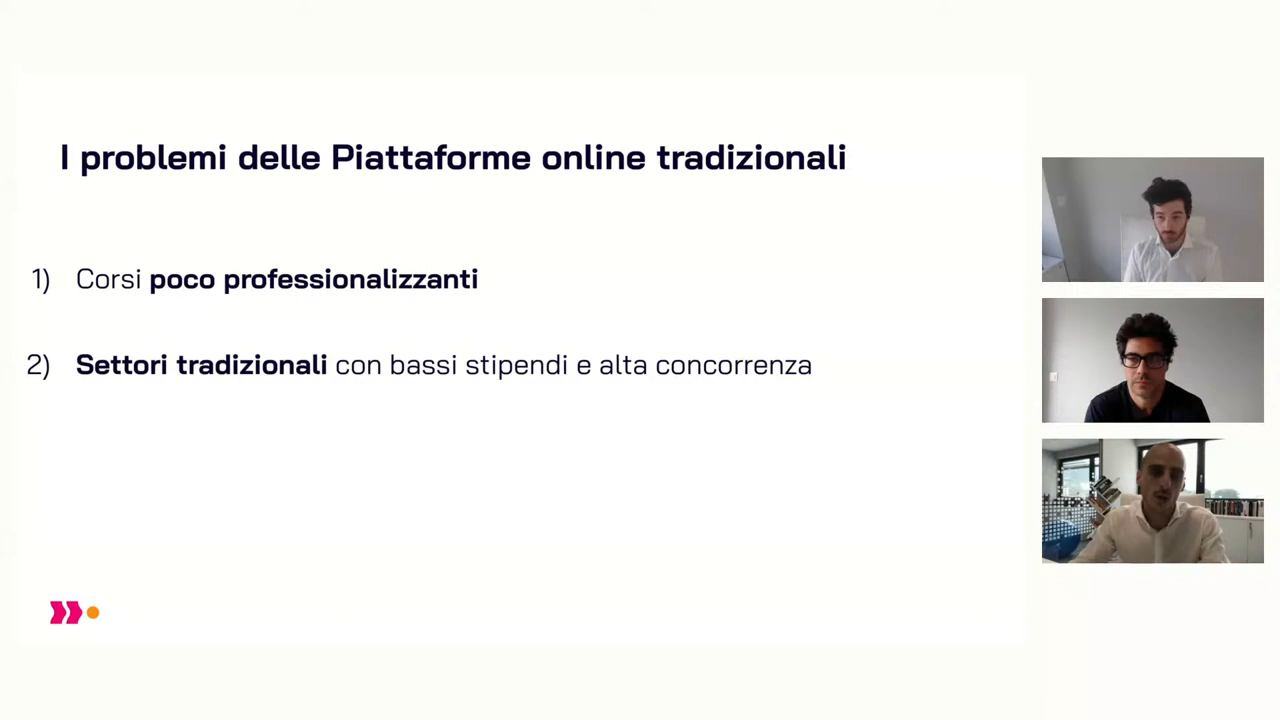 I problemi delle Piattaforme online tradizionali
1) Corsi poco professionalizzanti
2) Settori tradizionali con bassi stipendi e alta concorrenza